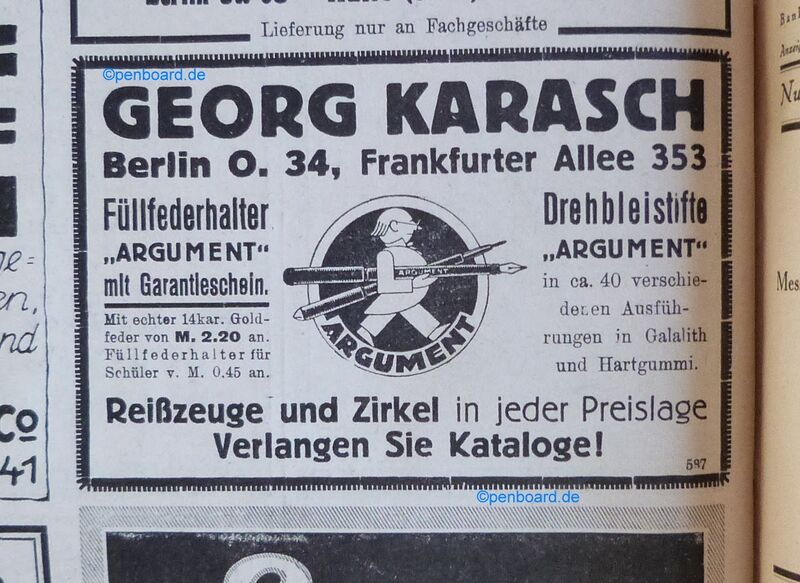 Lieferung nur an Fachgeschäfte
©penboard.de
GEORG KARASCH
Berlin O. 34, Frankfurter Allee 353
Füllfederhalter
„ARGUMENT“
mit Garantieschein.
Mit echter 14kar. Gold-
feder von M. 2.20 an.
Füllfederhalter für
Schüler v. M. 0.45 an.
ARGUMENT
ARGUMENT
Drehbleistifte
„ARGUMENT“
in ca. 40 verschie-
denen Ausfüh-
rungen in Galalith
und Hartgummi.
Reißzeuge und Zirkel in jeder Preislage
Verlangen Sie Kataloge!
587
©penboard.de
en,
nd
Co
41
Nu
Mes